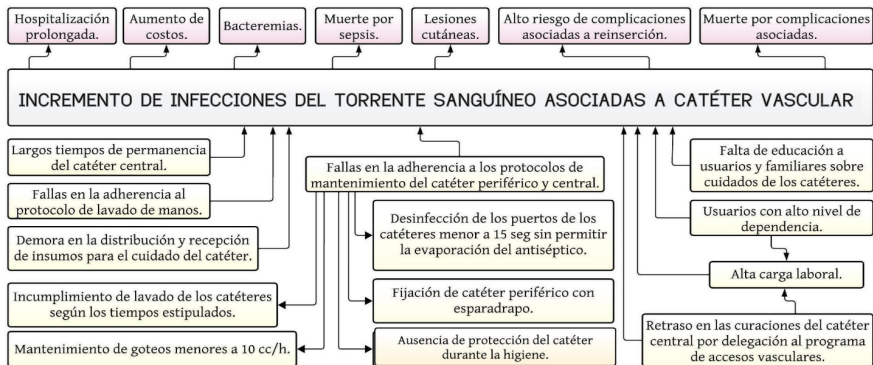 Hospitalización
prolongada.
Aumento de
costos.
Bacteremias.
Muerte por
sepsis.
Lesiones
cutáneas.
Alto riesgo de complicaciones
asociadas a reinserción.
Muerte por complicaciones
asociadas.
INCREMENTO DE INFECCIONES DEL TORRENTE SANGUÍNEO ASOCIADAS A CATÉTER VASCULAR
Largos tiempos de permanencia
del catéter central.
Fallas en la adherencia al
protocolo de lavado de manos.
Demora en la distribución y recepción
de insumos para el cuidado del catéter.
Incumplimiento de lavado de los catéteres
según los tiempos estipulados.
Mantenimiento de goteos menores a 10 cc/h.
Fallas en la adherencia a los protocolos de
mantenimiento del catéter periférico y central.
Desinfección de los puertos de los
catéteres menor a 15 seg sin permitir
la evaporación del antiséptico.
Fijación de catéter periférico con
esparadrapo.
Ausencia de protección del catéter
durante la higiene.
Falta de educación a
usuarios y familiares sobre
cuidados de los catéteres.
Usuarios con alto nivel de
dependencia.
Alta carga laboral.
Retraso en las curaciones del catéter
central por delegación al programa
de accesos vasculares.